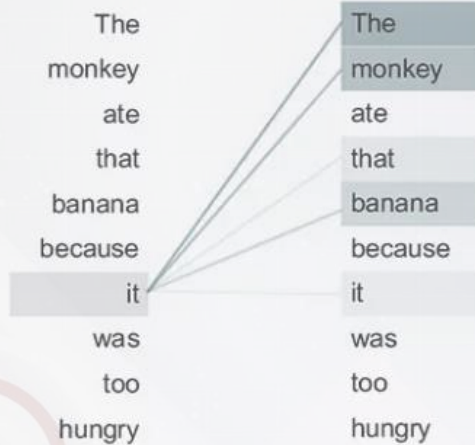 The The
monkey monkey
ate ate
that that
banana banana
because because
it it
was was
too too
hungry hungry